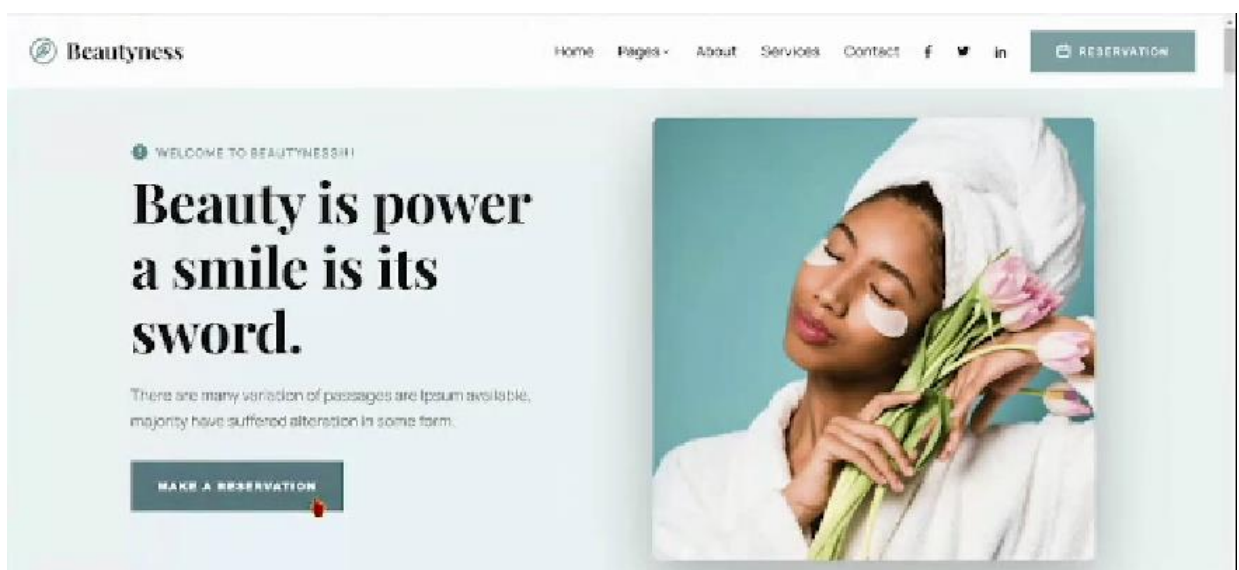 Beautyness
Home Pages About Services Contact f in RESERVATION
WELCOME TO BEAUTYNESS!!!
Beauty is power
a smile is its
sword.
There are many variation of passages are Ipsum available,
majority have suffered alteration in some form.
MAKE A RESERVATION